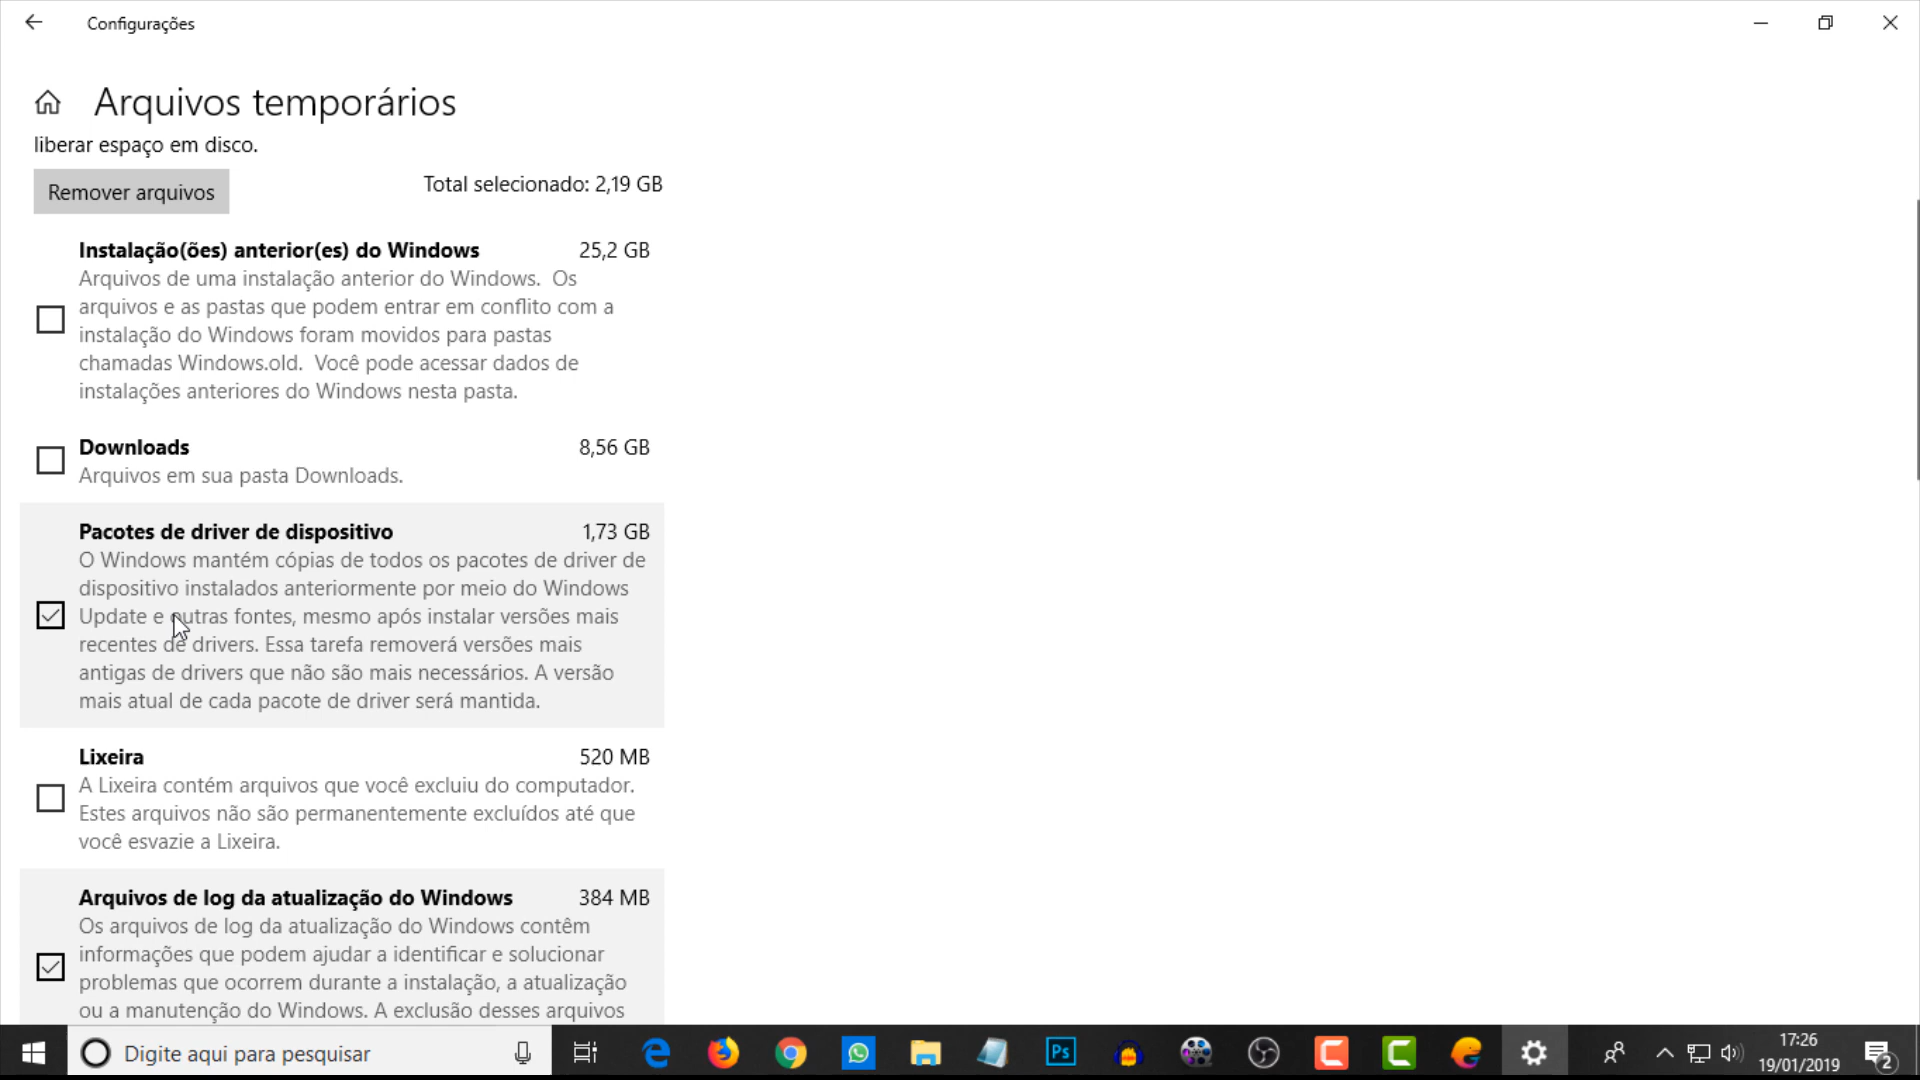 Configurações
Arquivos temporários
liberar espaço em disco.
Remover arquivos
Total selecionado: 2,19 GB
Instalação(ões) anterior(es) do Windows 25,2 GB
Arquivos de uma instalação anterior do Windows.  Os
arquivos e as pastas que podem entrar em conflito com a
instalação do Windows foram movidos para pastas
chamadas Windows.old.  Você pode acessar dados de
instalações anteriores do Windows nesta pasta.
Downloads 8,56 GB
Arquivos em sua pasta Downloads.
Pacotes de driver de dispositivo 1,73 GB
O Windows mantém cópias de todos os pacotes de driver de
dispositivo instalados anteriormente por meio do Windows
Update e outras fontes, mesmo após instalar versões mais
recentes de drivers. Essa tarefa removerá versões mais
antigas de drivers que não são mais necessários. A versão
mais atual de cada pacote de driver será mantida.
Lixeira 520 MB
A Lixeira contém arquivos que você excluiu do computador.
Estes arquivos não são permanentemente excluídos até que
você esvazie a Lixeira.
Arquivos de log da atualização do Windows 384 MB
Os arquivos de log da atualização do Windows contêm
informações que podem ajudar a identificar e solucionar
problemas que ocorrem durante a instalação, a atualização
ou a manutenção do Windows. A exclusão desses arquivos
Digite aqui para pesquisar
Ps
17:26
19/01/2019
2